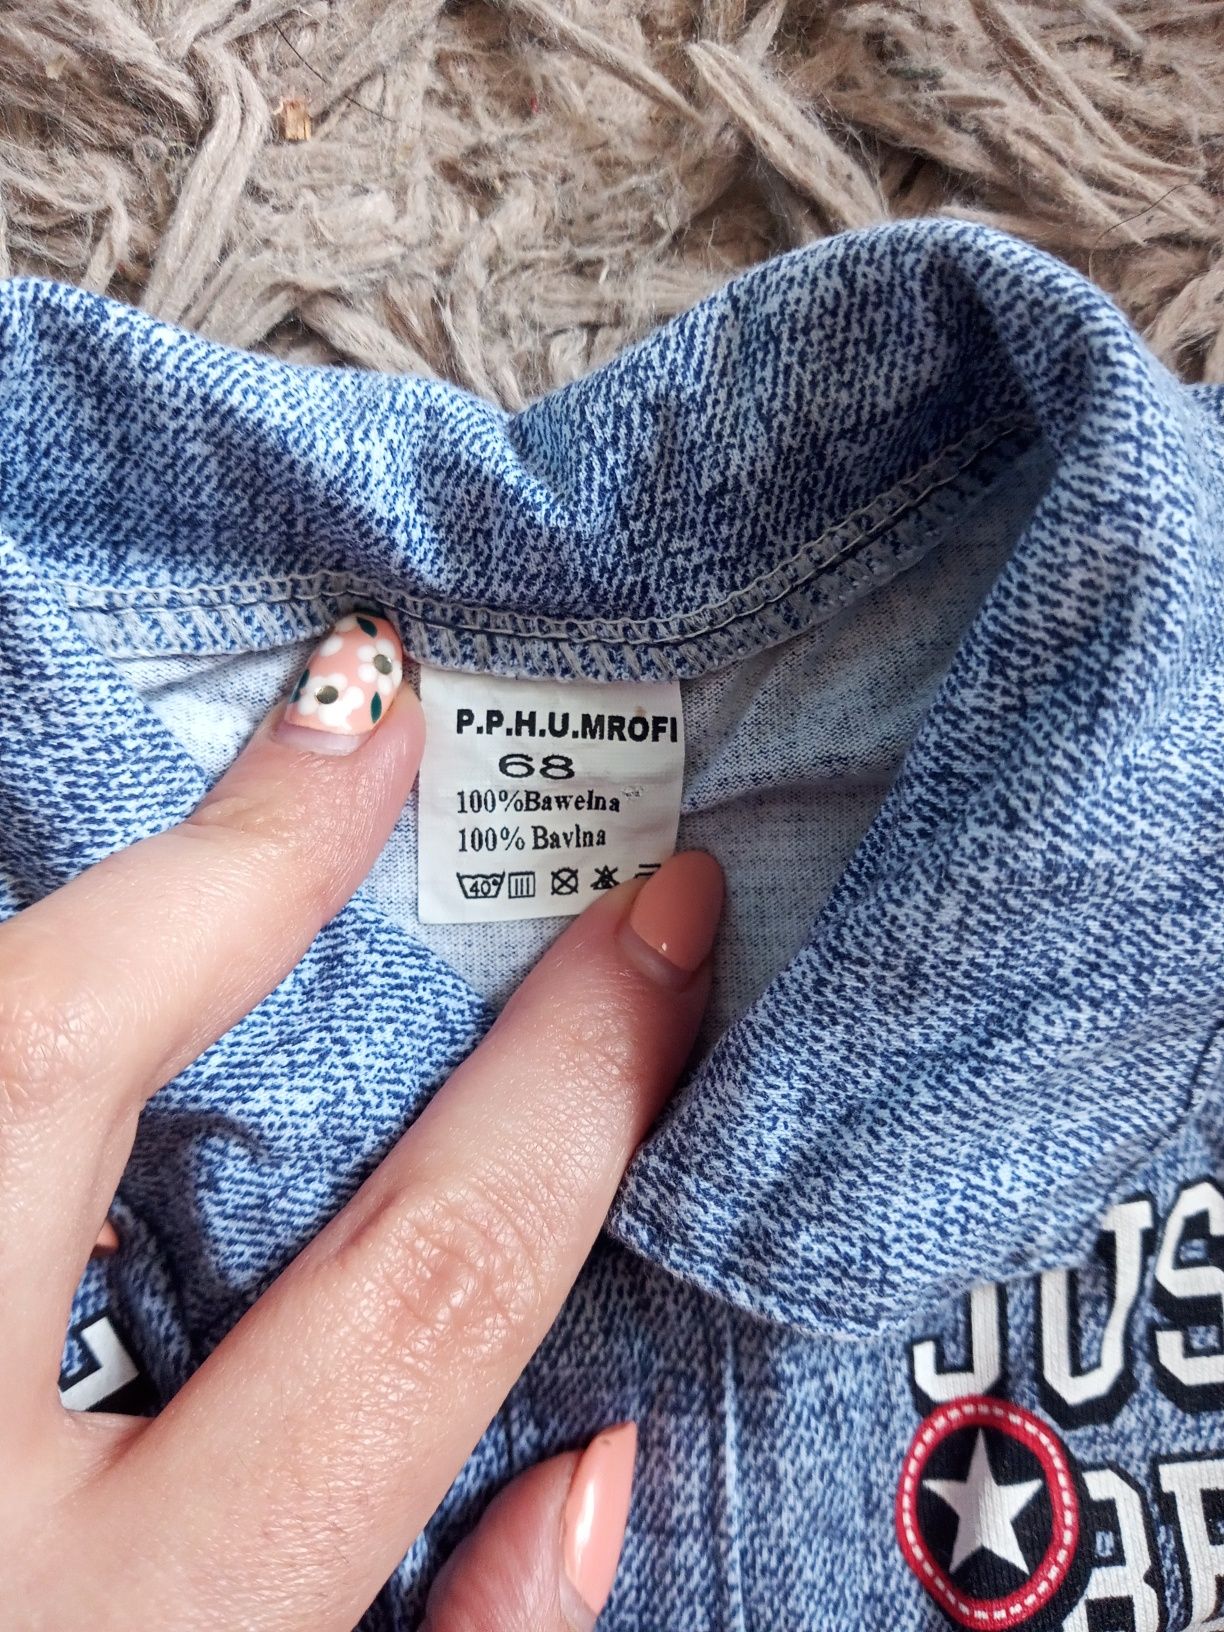 P.P.H.U.MROFI
68
100%Bawełna
100% Bavlna
40°
JUS